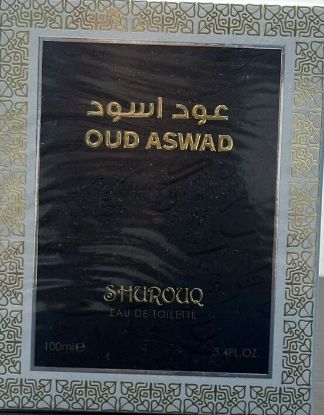 عود اسود
OUD ASWAD
SHUROUQ
EAU DE TOILETTE
100ml℮ 3.4FL.OZ.